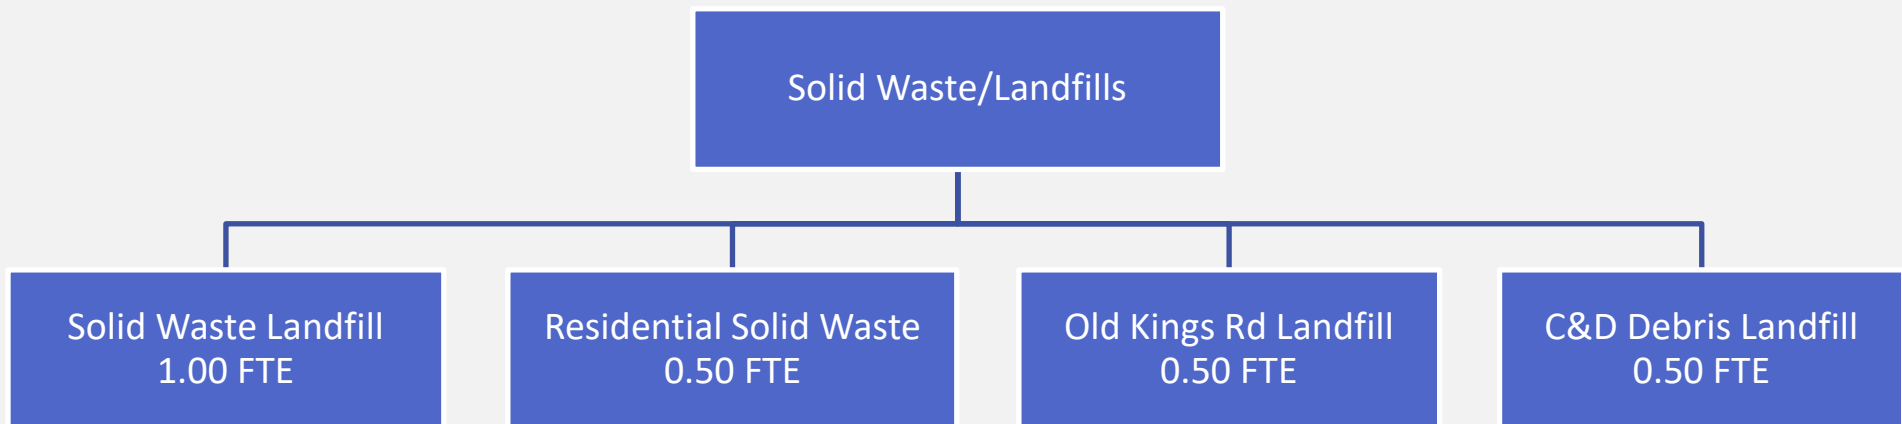 Solid Waste/Landfills
Solid Waste Landfill
1.00 FTE
Residential Solid Waste
0.50 FTE
Old Kings Rd Landfill
0.50 FTE
C&D Debris Landfill
0.50 FTE